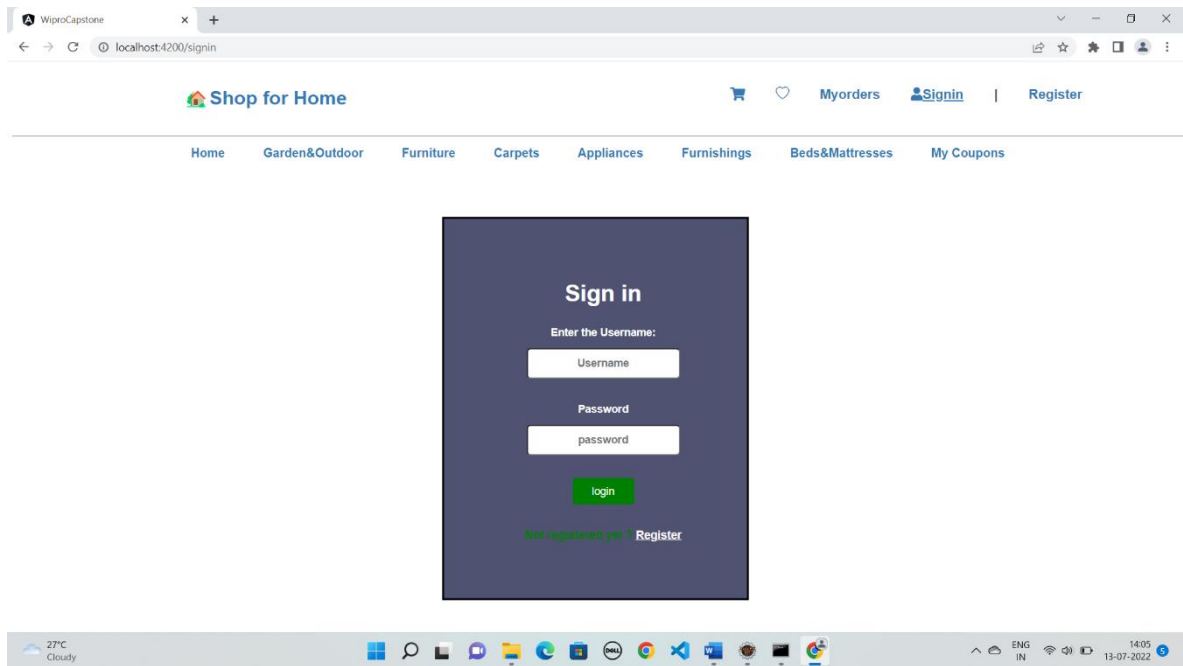 WiproCapstone
localhost:4200/signin
Shop for Home
Myorders Signin | Register
Home Garden&Outdoor Furniture Carpets Appliances Furnishings Beds&Mattresses My Coupons
Sign in
Enter the Username:
Username
Password
password
login
Not registered yet ? Register
27°C
Cloudy
DELL
ENG
IN
14:05
13-07-2022
5